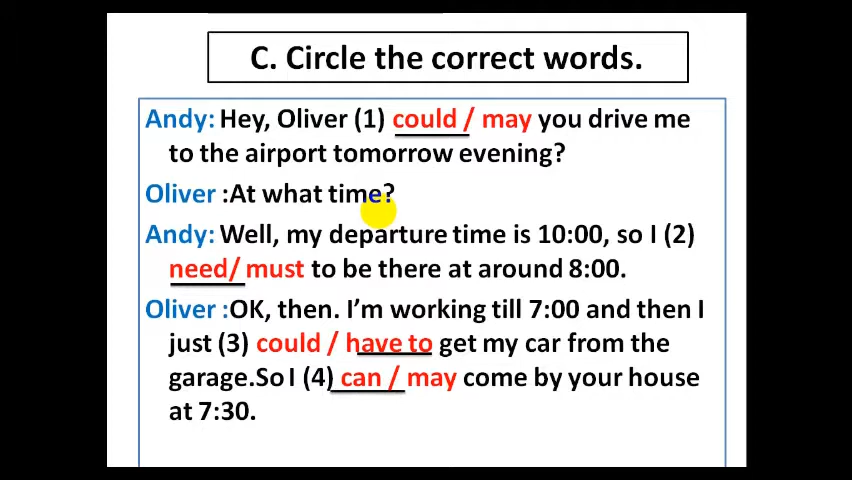 C. Circle the correct words.
Andy: Hey, Oliver (1) could / may you drive me
to the airport tomorrow evening?
Oliver :At what time?
Andy: Well, my departure time is 10:00, so I (2)
need/ must to be there at around 8:00.
Oliver :OK, then. I’m working till 7:00 and then I
just (3) could / have to get my car from the
garage.So I (4) can / may come by your house
at 7:30.